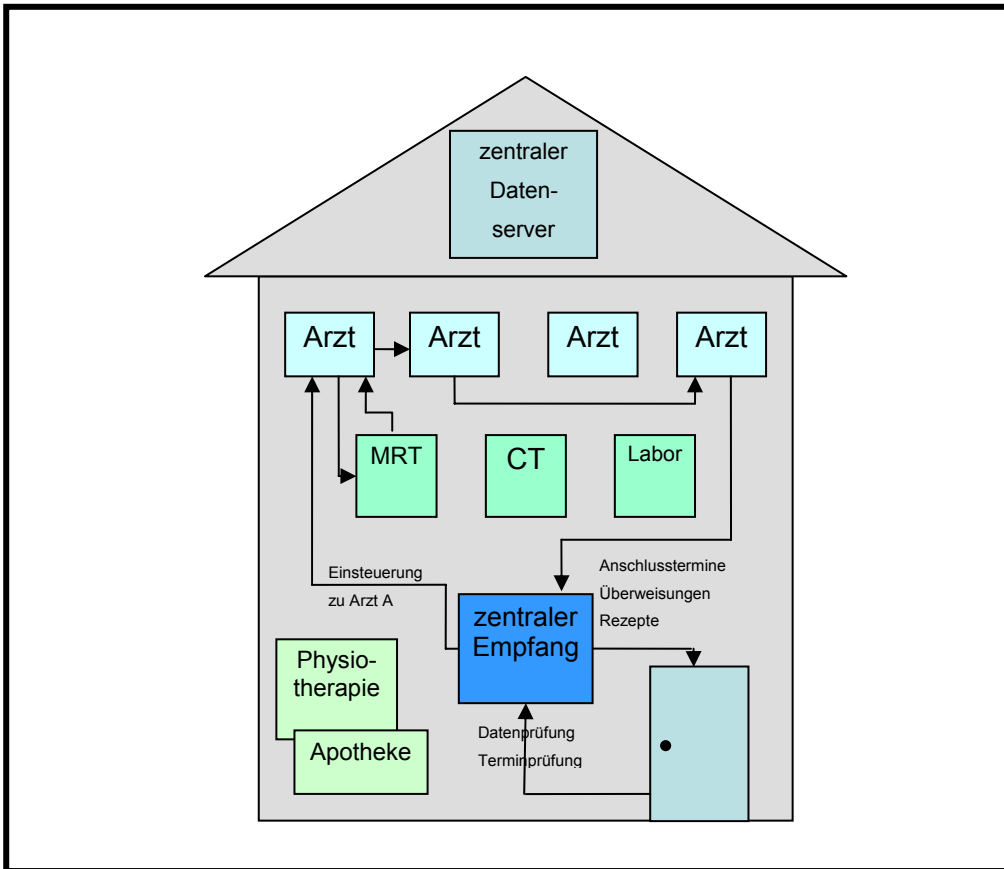 zentraler
Daten-
server
Arzt
Arzt
Arzt
Arzt
MRT
CT
Labor
Einsteuerung
zu Arzt A
Anschlusstermine
Überweisungen
Rezepte
zentraler
Empfang
Physio-
therapie
Apotheke
Datenprüfung
Terminprüfung